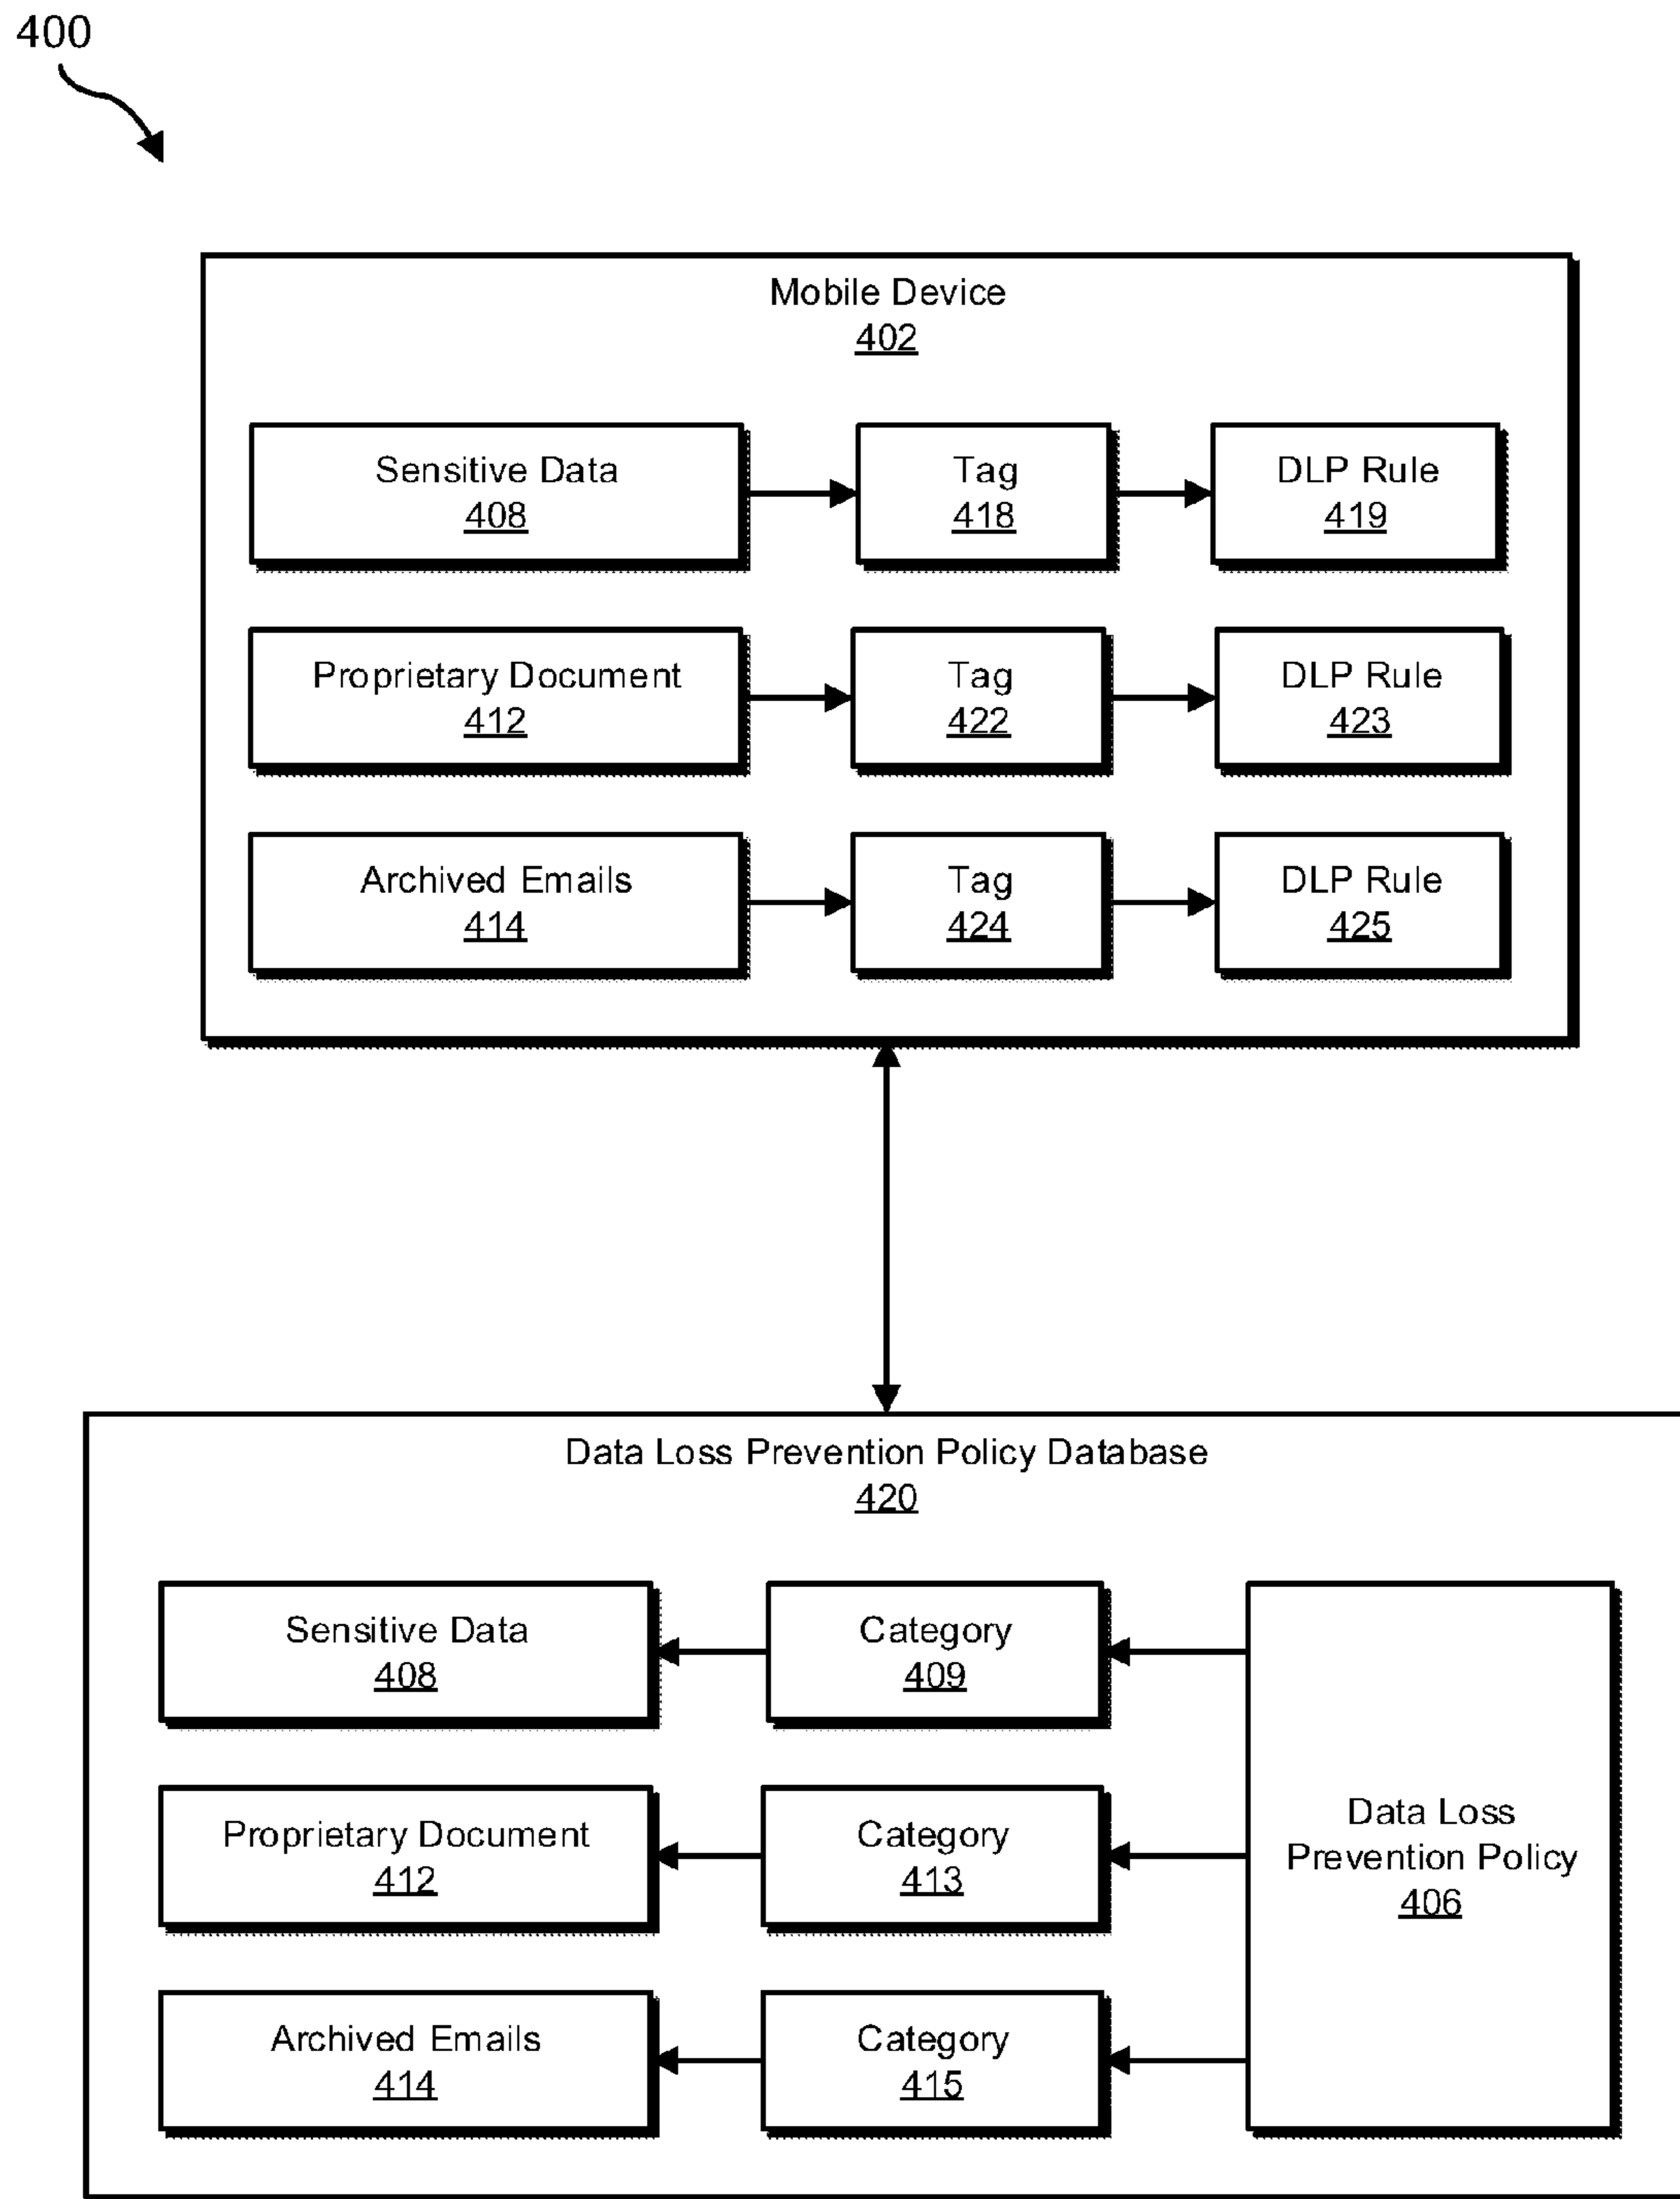 400
Mobile Device
402
Sensitive Data
408
Tag
418
DLP Rule
419
Proprietary Document
412
Tag
422
DLP Rule
423
Archived Emails
414
Tag
424
DLP Rule
425
Data Loss Prevention Policy Database
420
Sensitive Data
408
Category
409
Proprietary Document
412
Category
413
Data Loss
Prevention Policy
406
Archived Emails
414
Category
415